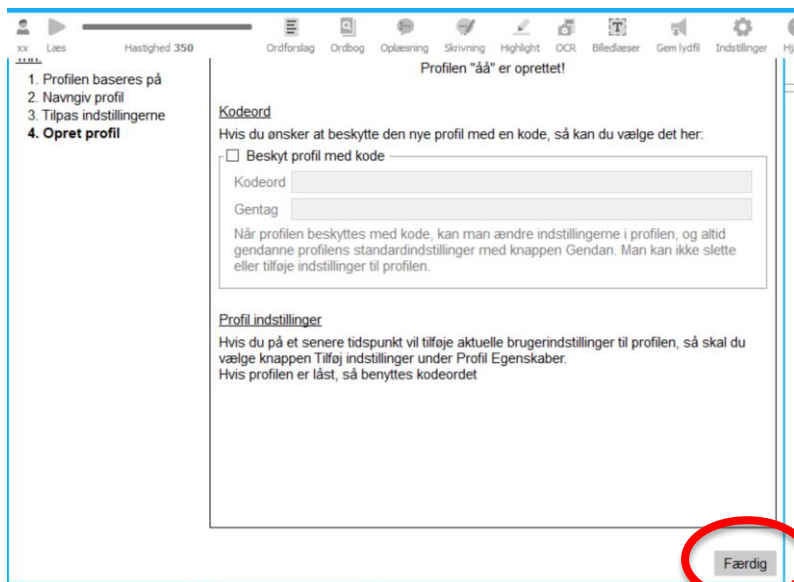 xx Læs Hastighed 350 Ordforslag Ordbog Oplæsning Skrivning Highlight OCR Billedlæser Gem lydfil Indstillinger
1. Profilen baseres på
2. Navngiv profil
3. Tilpas indstillingerne
4. Opret profil
Profilen "åå" er oprettet!
Kodeord
Hvis du ønsker at beskytte den nye profil med en kode, så kan du vælge det her:
Beskyt profil med kode
Kodeord
Gentag
Når profilen beskyttes med kode, kan man ændre indstillingerne i profilen, og altid
gendanne profilens standardindstillinger med knappen Gendan. Man kan ikke slette
eller tilføje indstillinger til profilen.
Profil indstillinger
Hvis du på et senere tidspunkt vil tilføje aktuelle brugerindstillinger til profilen, så skal du
vælge knappen Tilføj indstillinger under Profil Egenskaber.
Hvis profilen er låst, så benyttes kodeordet
Færdig